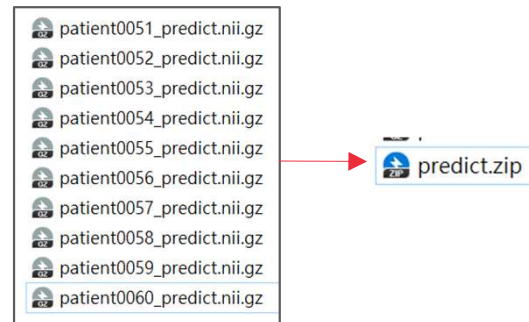 patient0051_predict.nii.gz
patient0052_predict.nii.gz
patient0053_predict.nii.gz
patient0054_predict.nii.gz
patient0055_predict.nii.gz
patient0056_predict.nii.gz
patient0057_predict.nii.gz
patient0058_predict.nii.gz
patient0059_predict.nii.gz
patient0060_predict.nii.gz
predict.zip